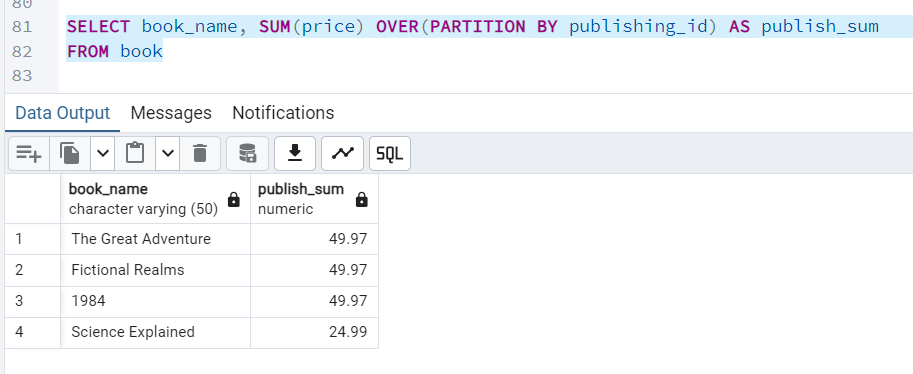 80
81 SELECT book_name, SUM(price) OVER(PARTITION BY publishing_id) AS publish_sum
82 FROM book
83
Data Output Messages Notifications
SQL
book_name publish_sum
character varying (50) numeric
1 The Great Adventure 49.97
2 Fictional Realms 49.97
3 1984 49.97
4 Science Explained 24.99